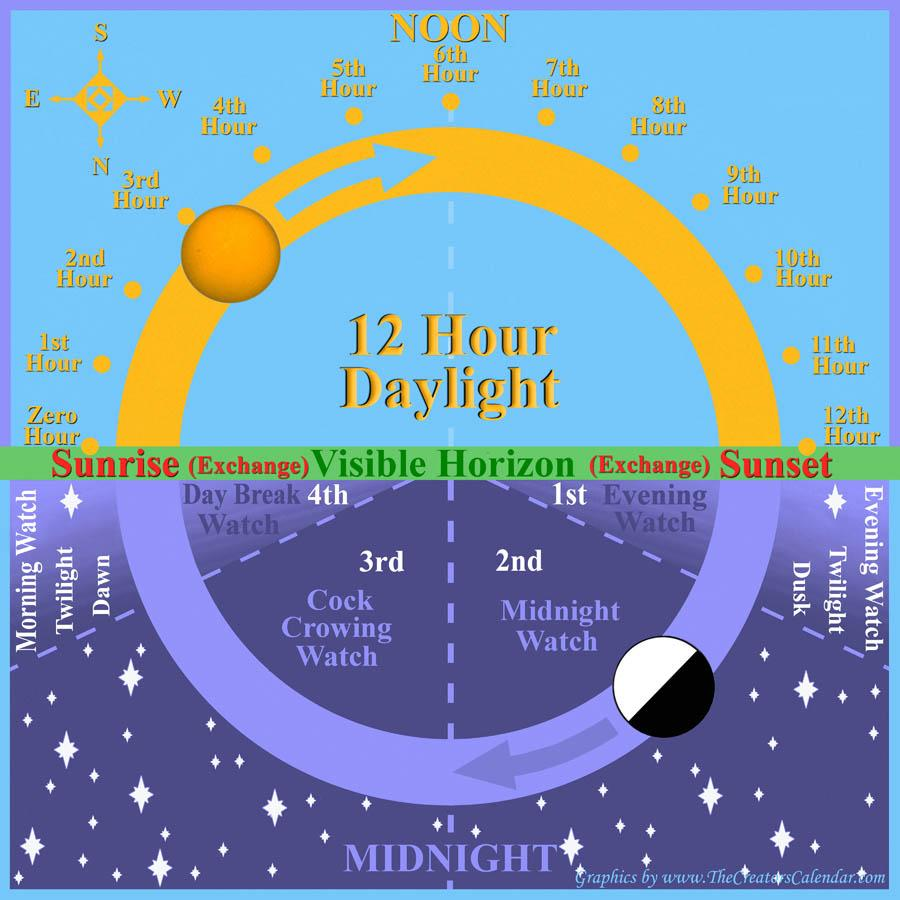 NOON
S
E
W
N
Zero
Hour
1st
Hour
2nd
Hour
3rd
Hour
4th
Hour
5th
Hour
6th
Hour
7th
Hour
8th
Hour
9th
Hour
10th
Hour
11th
Hour
12th
Hour
12 Hour
Daylight
Sunrise (Exchange) Visible Horizon (Exchange) Sunset
Morning Watch
Twilight
Dawn
Day Break 4th
Watch
1st Evening
Watch
3rd
Cock
Crowing
Watch
2nd
Midnight
Watch
Dusk
Twilight
Evening Watch
MIDNIGHT
Graphics by www.TheCreatorsCalendar.com